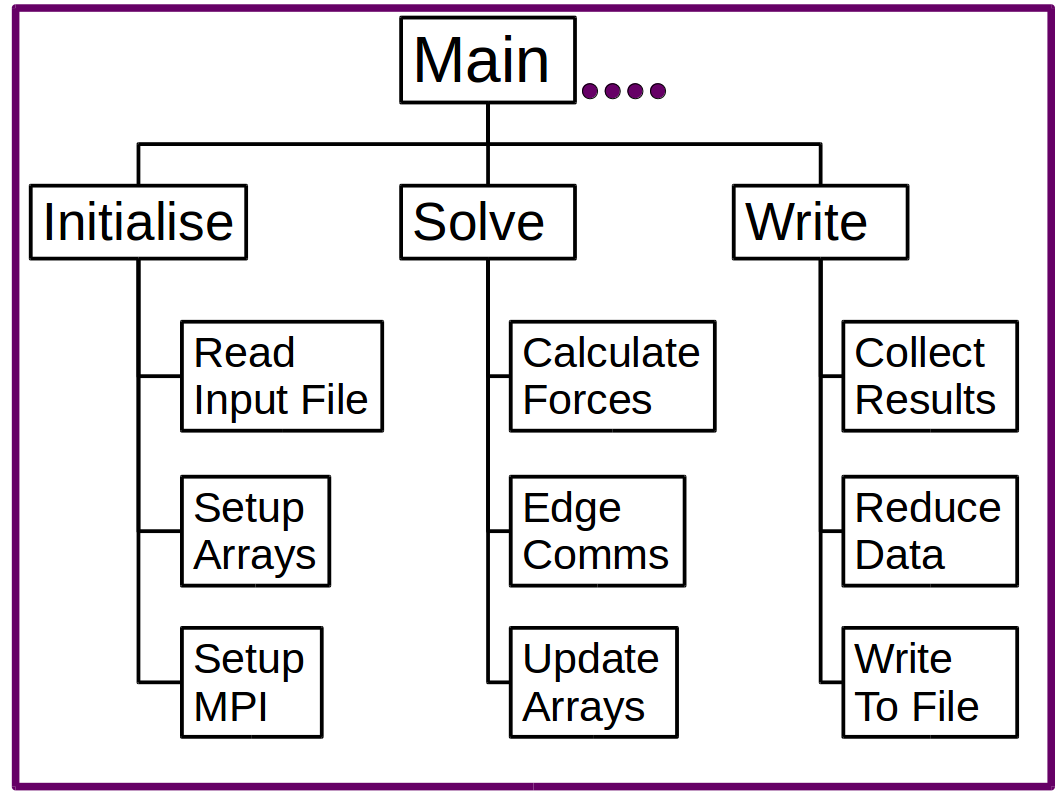 Main
Initialise
Solve
Write
Read
Input File
Setup
Arrays
Setup
MPI
Calculate
Forces
Edge
Comms
Update
Arrays
Collect
Results
Reduce
Data
Write
To File